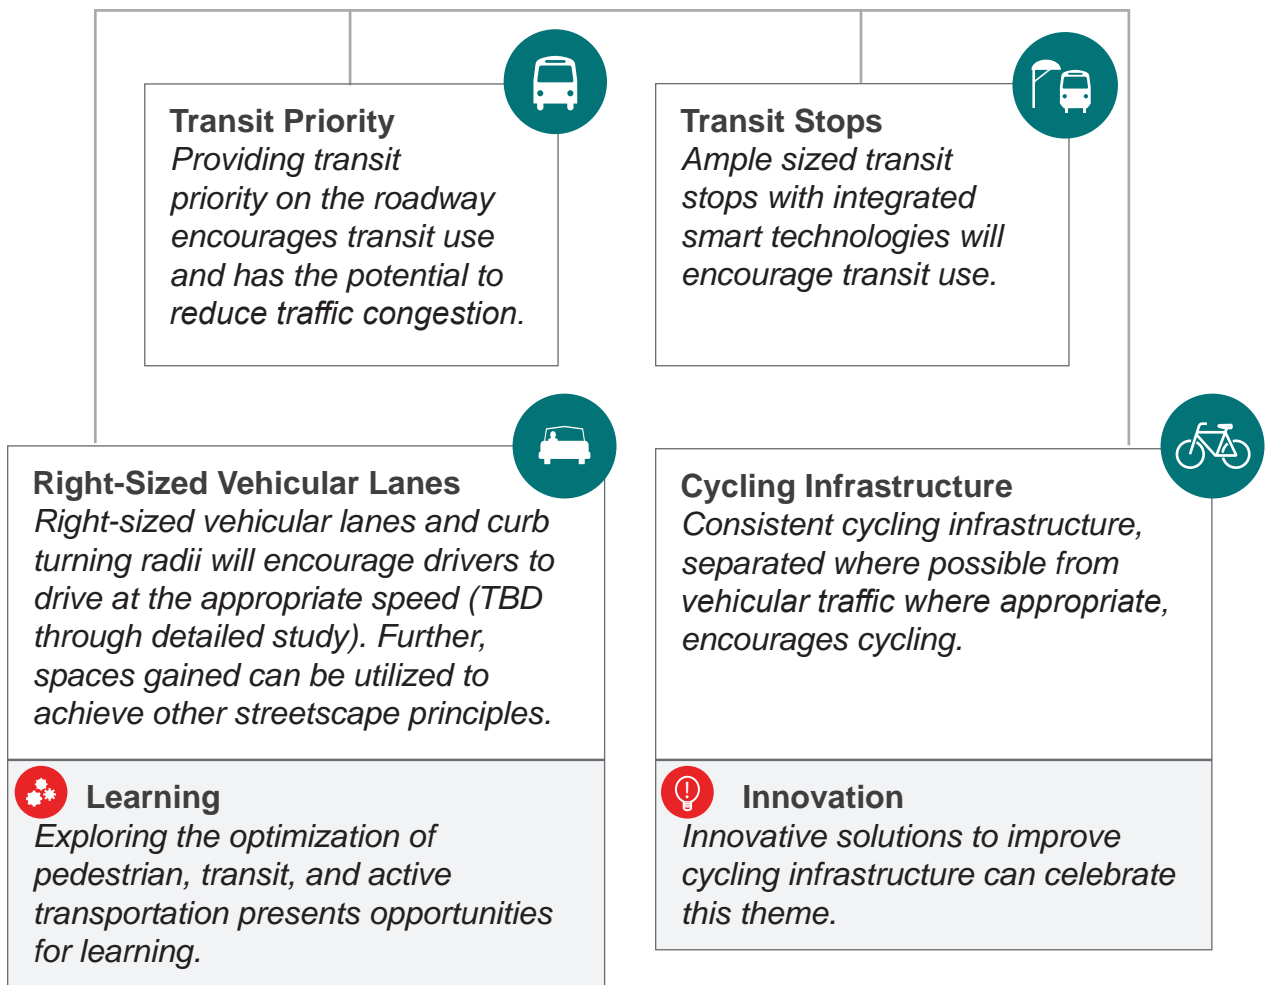 Transit Priority
Providing transit
priority on the roadway
encourages transit use
and has the potential to
reduce traffic congestion.
Transit Stops
Ample sized transit
stops with integrated
smart technologies will
encourage transit use.
Right-Sized Vehicular Lanes
Right-sized vehicular lanes and curb
turning radii will encourage drivers to
drive at the appropriate speed (TBD
through detailed study). Further,
spaces gained can be utilized to
achieve other streetscape principles.
Learning
Exploring the optimization of
pedestrian, transit, and active
transportation presents opportunities
for learning.
Cycling Infrastructure
Consistent cycling infrastructure,
separated where possible from
vehicular traffic where appropriate,
encourages cycling.
Innovation
Innovative solutions to improve
cycling infrastructure can celebrate
this theme.